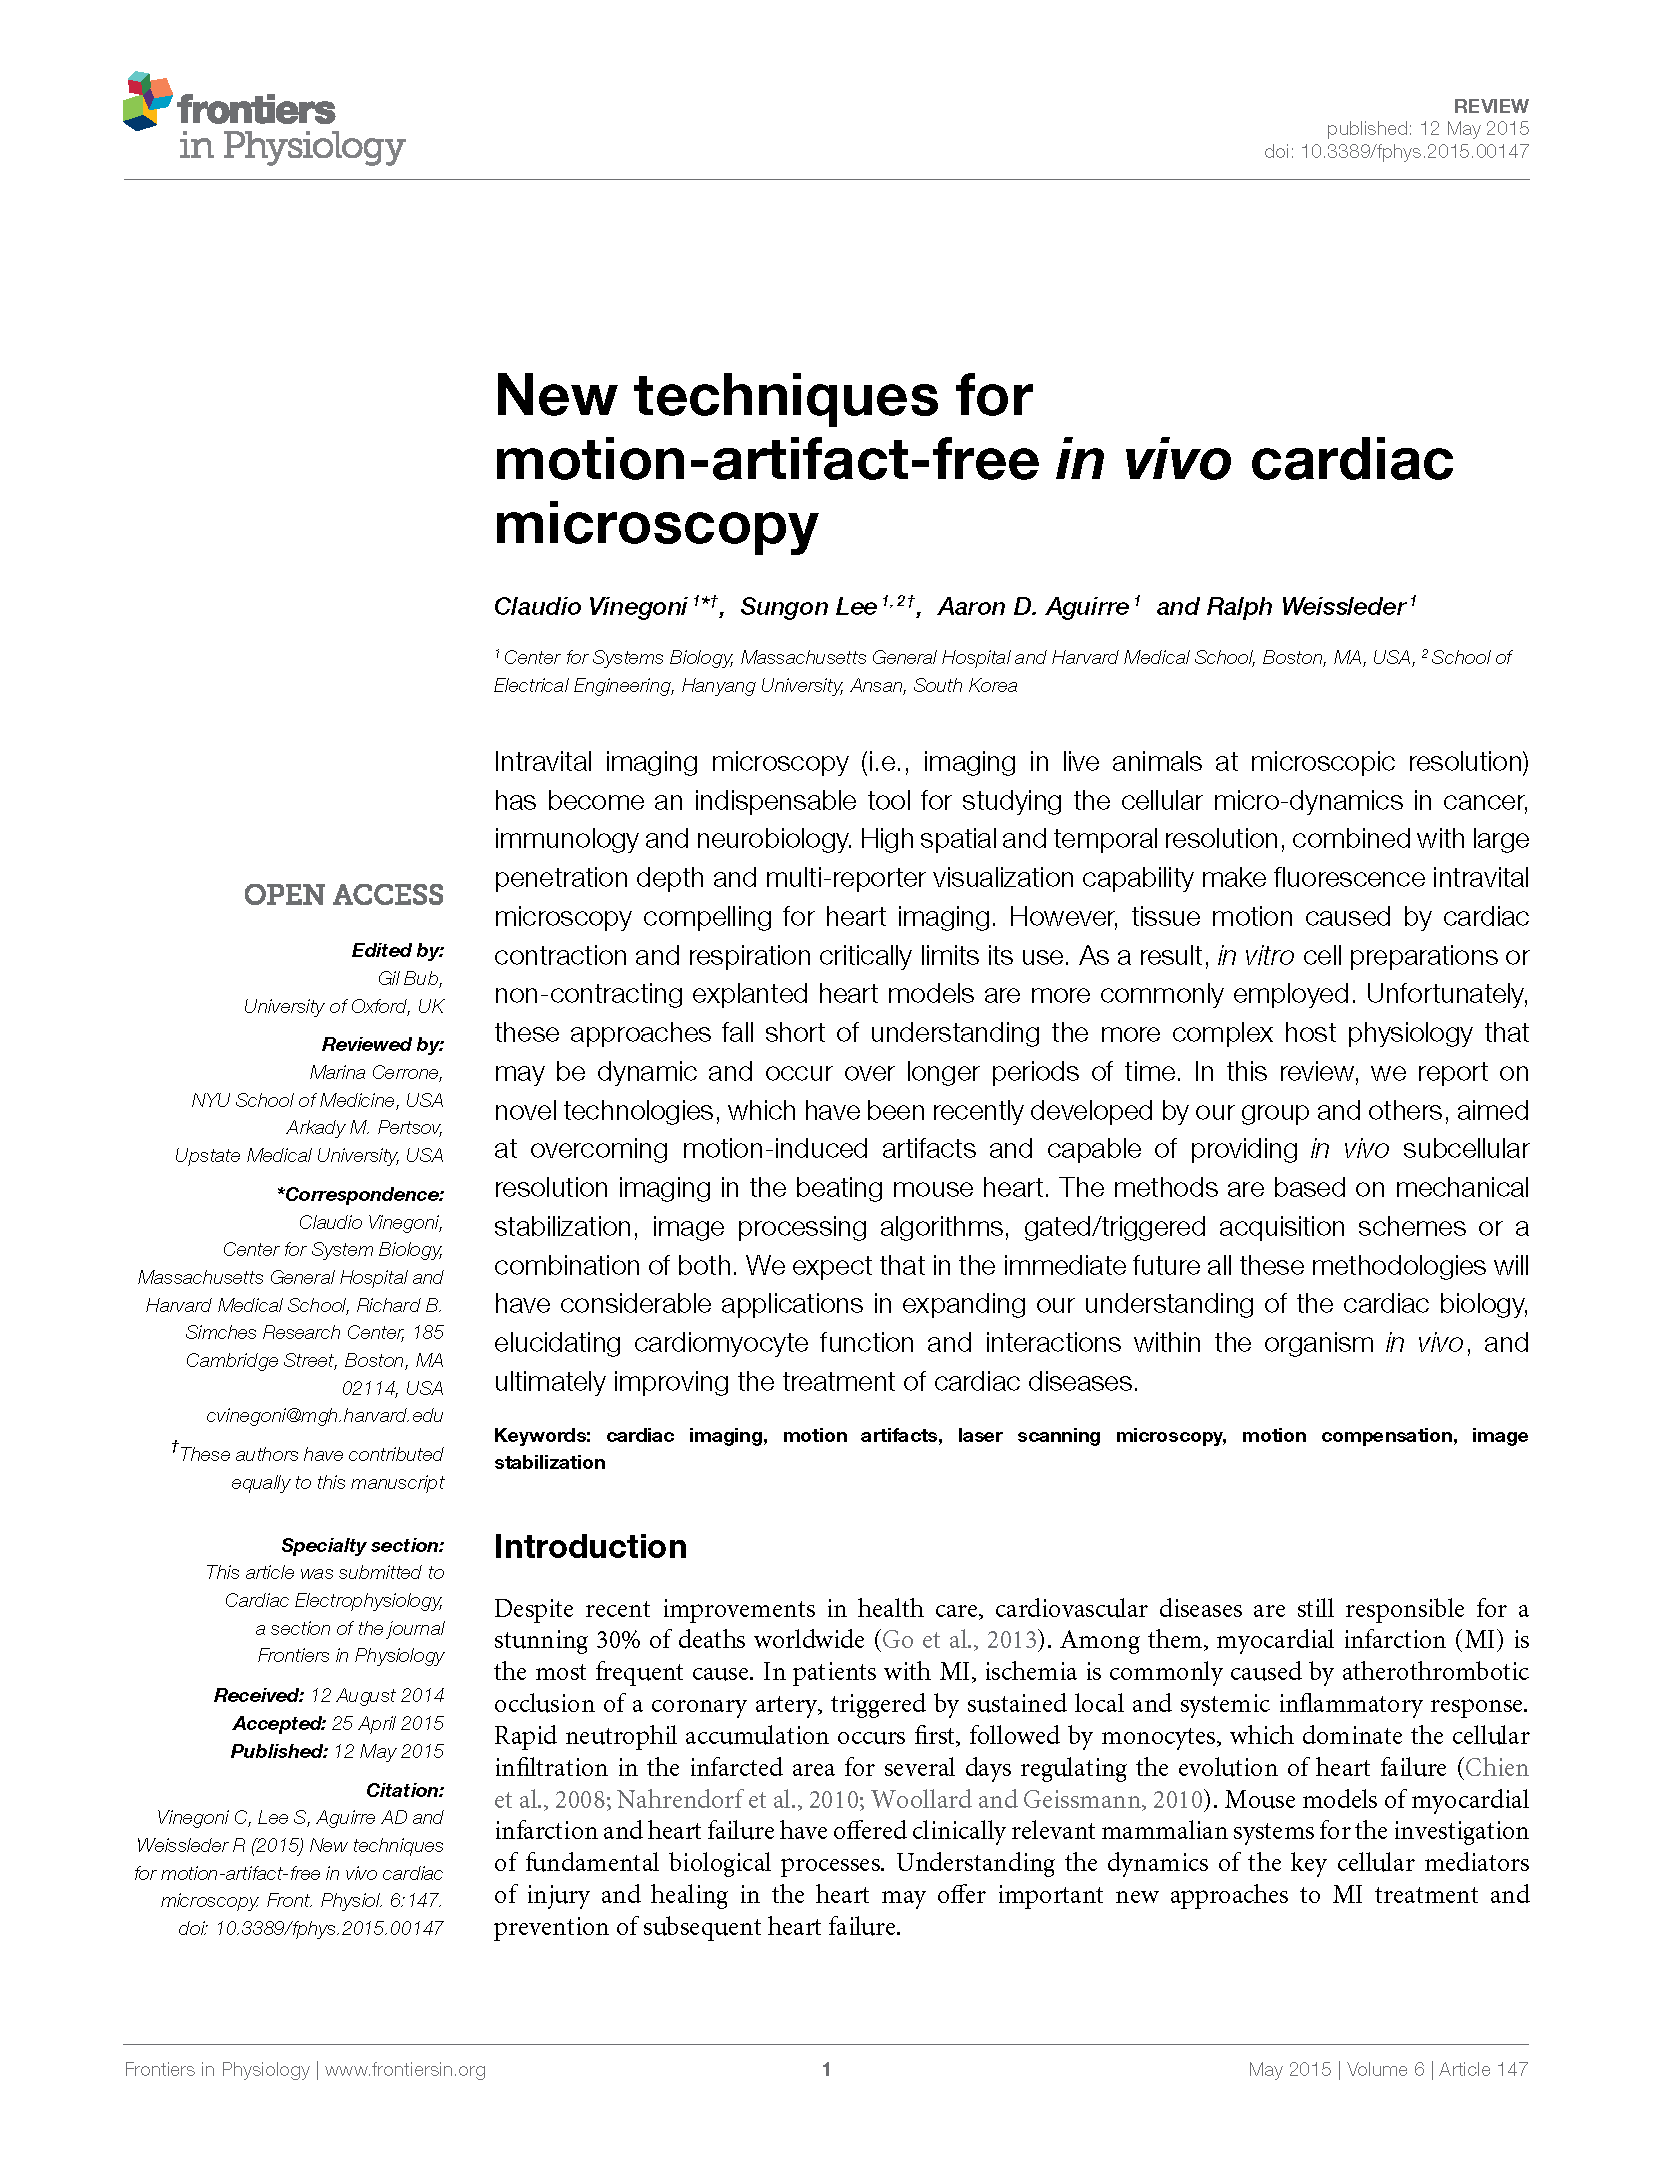 frontiers
in Physiology
REVIEW
published: 12 May 2015
doi: 10.3389/fphys.2015.00147
New techniques for
motion-artifact-free in vivo cardiac
microscopy
Claudio Vinegoni 1*†, Sungon Lee 1, 2†, Aaron D. Aguirre 1 and Ralph Weissleder 1
1 Center for Systems Biology, Massachusetts General Hospital and Harvard Medical School, Boston, MA, USA, 2 School of
Electrical Engineering, Hanyang University, Ansan, South Korea
OPEN ACCESS
Edited by:
Gil Bub,
University of Oxford, UK
Reviewed by:
Marina Cerrone,
NYU School of Medicine, USA
Arkady M. Pertsov,
Upstate Medical University, USA
*Correspondence:
Claudio Vinegoni,
Center for System Biology,
Massachusetts General Hospital and
Harvard Medical School, Richard B.
Simches Research Center, 185
Cambridge Street, Boston, MA
02114, USA
cvinegoni@mgh.harvard.edu
†These authors have contributed
equally to this manuscript
Specialty section:
This article was submitted to
Cardiac Electrophysiology,
a section of the journal
Frontiers in Physiology
Received: 12 August 2014
Accepted: 25 April 2015
Published: 12 May 2015
Citation:
Vinegoni C, Lee S, Aguirre AD and
Weissleder R (2015) New techniques
for motion-artifact-free in vivo cardiac
microscopy. Front. Physiol. 6:147.
doi: 10.3389/fphys.2015.00147
Intravital imaging microscopy (i.e., imaging in live animals at microscopic resolution)
has become an indispensable tool for studying the cellular micro-dynamics in cancer,
immunology and neurobiology. High spatial and temporal resolution, combined with large
penetration depth and multi-reporter visualization capability make fluorescence intravital
microscopy compelling for heart imaging. However, tissue motion caused by cardiac
contraction and respiration critically limits its use. As a result, in vitro cell preparations or
non-contracting explanted heart models are more commonly employed. Unfortunately,
these approaches fall short of understanding the more complex host physiology that
may be dynamic and occur over longer periods of time. In this review, we report on
novel technologies, which have been recently developed by our group and others, aimed
at overcoming motion-induced artifacts and capable of providing in vivo subcellular
resolution imaging in the beating mouse heart. The methods are based on mechanical
stabilization, image processing algorithms, gated/triggered acquisition schemes or a
combination of both. We expect that in the immediate future all these methodologies will
have considerable applications in expanding our understanding of the cardiac biology,
elucidating cardiomyocyte function and interactions within the organism in vivo, and
ultimately improving the treatment of cardiac diseases.
Keywords: cardiac imaging, motion artifacts, laser scanning microscopy, motion compensation, image
stabilization
Introduction
Despite recent improvements in health care, cardiovascular diseases are still responsible for a
stunning 30% of deaths worldwide (Go et al., 2013). Among them, myocardial infarction (MI) is
the most frequent cause. In patients with MI, ischemia is commonly caused by atherothrombotic
occlusion of a coronary artery, triggered by sustained local and systemic inflammatory response.
Rapid neutrophil accumulation occurs first, followed by monocytes, which dominate the cellular
infiltration in the infarcted area for several days regulating the evolution of heart failure (Chien
et al., 2008; Nahrendorf et al., 2010; Woollard and Geissmann, 2010). Mouse models of myocardial
infarction and heart failure have offered clinically relevant mammalian systems for the investigation
of fundamental biological processes. Understanding the dynamics of the key cellular mediators
of injury and healing in the heart may offer important new approaches to MI treatment and
prevention of subsequent heart failure.
Frontiers in Physiology | www.frontiersin.org
1
May 2015 | Volume 6 | Article 147